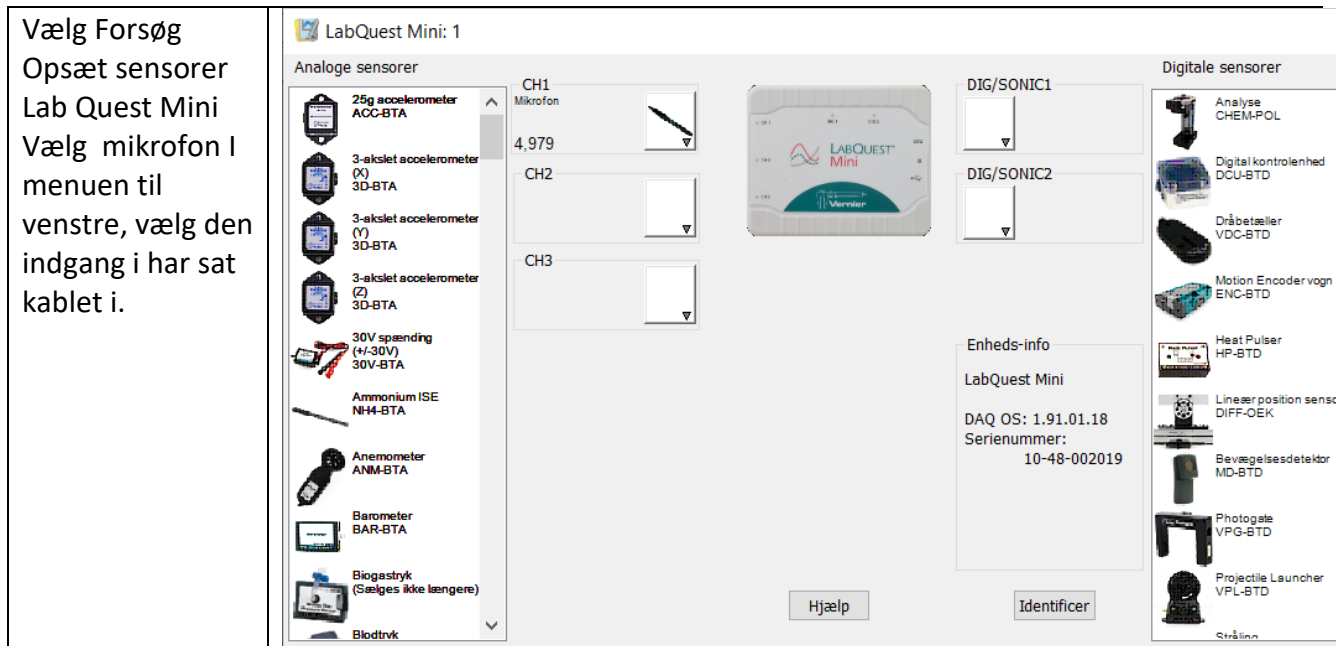 Vælg Forsøg
Opsæt sensorer
Lab Quest Mini
Vælg mikrofon I
menuen til
venstre, vælg den
indgang i har sat
kablet i.
LabQuest Mini: 1
Analoge sensorer
25g accelerometer
ACC-BTA
3-akslet accelerometer
(X)
3D-BTA
3-akslet accelerometer
(Y)
3D-BTA
3-akslet accelerometer
(Z)
3D-BTA
30V spænding
(+/-30V)
30V-BTA
Ammonium ISE
NH4-BTA
Anemometer
ANM-BTA
Barometer
BAR-BTA
Biogastryk
(Sælges ikke længere)
Blodtryk
CH1
Mikrofon
4,979
CH2
CH3
LABQUEST
Mini
Vernier
DIG/SONIC1
DIG/SONIC2
Enheds-info
LabQuest Mini
DAQ OS: 1.91.01.18
Serienummer:
10-48-002019
Hjælp
Identificer
Digitale sensorer
Analyse
CHEM-POL
Digital kontrolenhed
DCU-BTD
Dråbetæller
VDC-BTD
Motion Encoder vogn
ENC-BTD
Heat Pulser
HP-BTD
Lineær position senso
DIFF-OEK
Bevægelsesdetektor
MD-BTD
Photogate
VPG-BTD
Projectile Launcher
VPL-BTD
Stråling